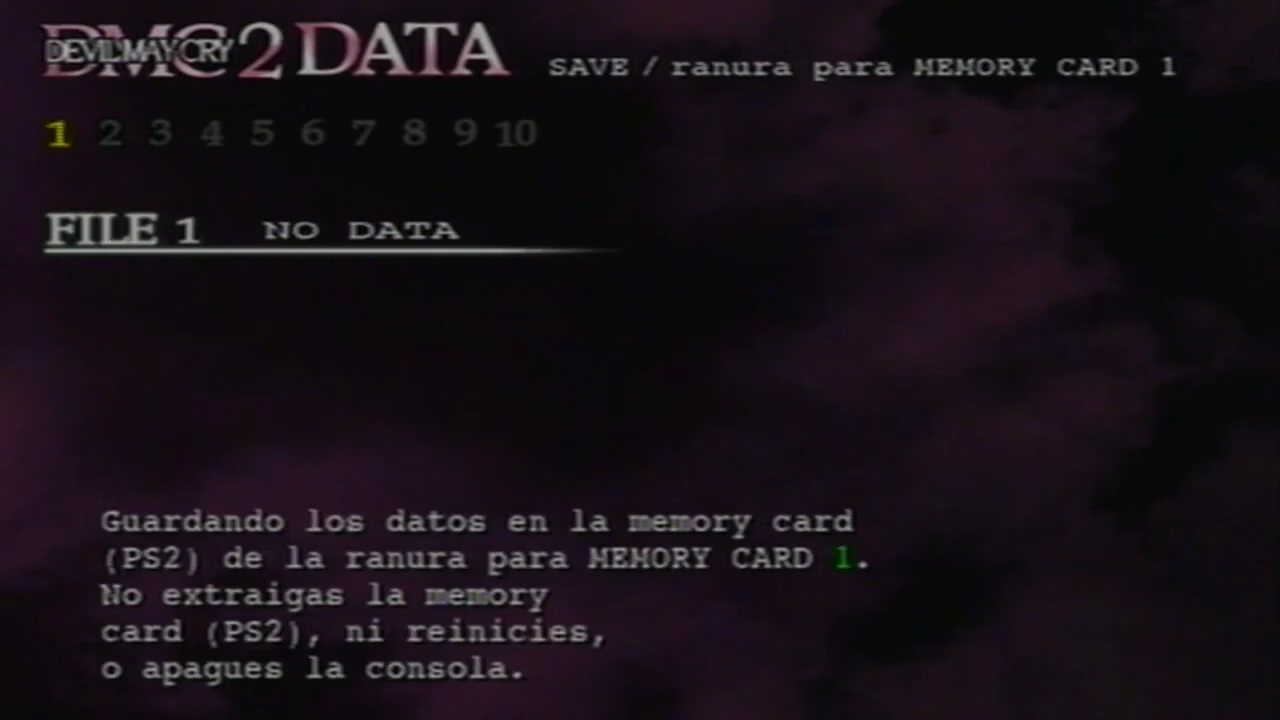 DEVIL MAY CRY
DMC2 DATA SAVE / ranura para MEMORY CARD 1
1 2 3 4 5 6 7 8 9 10
FILE 1 NO DATA
Guardando los datos en la memory card
(PS2) de la ranura para MEMORY CARD 1.
No extraigas la memory
card (PS2), ni reinicies,
o apagues la consola.